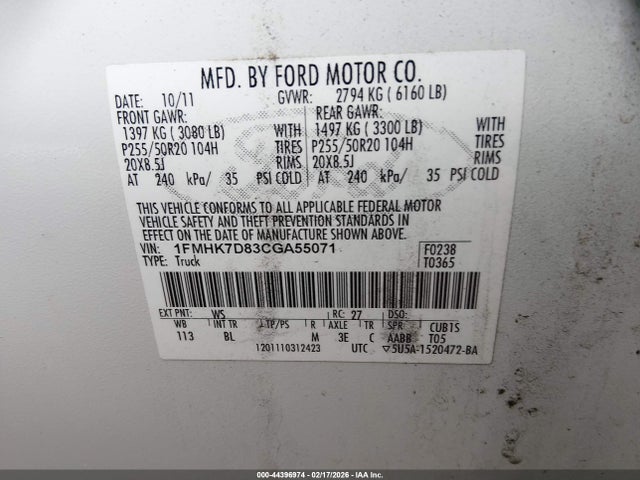 MFD. BY FORD MOTOR CO.
DATE: 10/11 GVWR: 2794 KG ( 6160 LB)
FRONT GAWR: REAR GAWR:
1397 KG ( 3080 LB) WITH 1497 KG ( 3300 LB) WITH
P255/50R20 104H TIRES P255/50R20 104H TIRES
20X8.5J RIMS 20X8.5J RIMS
AT 240 kPa/ 35 PSI COLD AT 240 kPa/ 35 PSI COLD
THIS VEHICLE CONFORMS TO ALL APPLICABLE FEDERAL MOTOR
VEHICLE SAFETY AND THEFT PREVENTION STANDARDS IN
EFFECT ON THE DATE OF MANUFACTURE SHOWN ABOVE.
VIN: 1FMHK7D83CGA55071 F0238
TYPE: Truck T0365
EXT PNT: WS RC: 27 DSO:
WB INT TR TP/PS R AXLE TR SPR CUB1S
113 BL M 3E C AABB T05
1201110312423 UTC ▽5U5A-1520472-BA
000-44396974 - 02/17/2026 - IAA Inc.